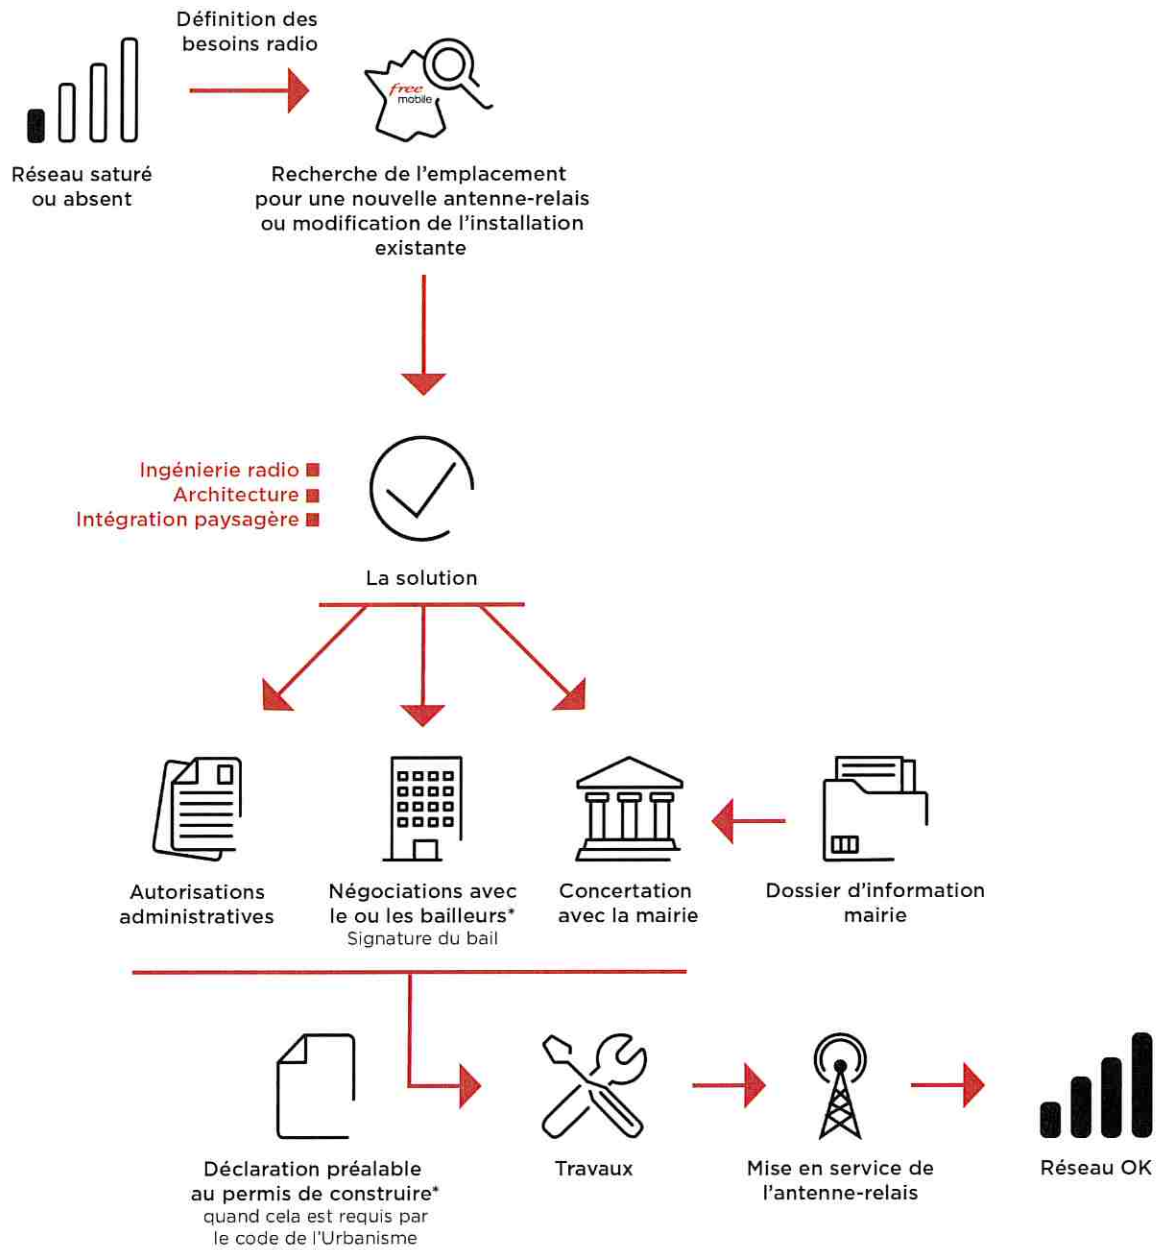 Définition des
besoins radio
free
mobile
Réseau saturé
ou absent
Recherche de l'emplacement
pour une nouvelle antenne-relais
ou modification de l'installation
existante
Ingénierie radio
Architecture
Intégration paysagère
La solution
Autorisations
administratives
Négociations avec
le ou les bailleurs*
Signature du bail
Concertation
avec la mairie
Dossier d'information
mairie
Déclaration préalable
au permis de construire*
quand cela est requis par
le code de l'Urbanisme
Travaux
Mise en service de
l'antenne-relais
Réseau OK